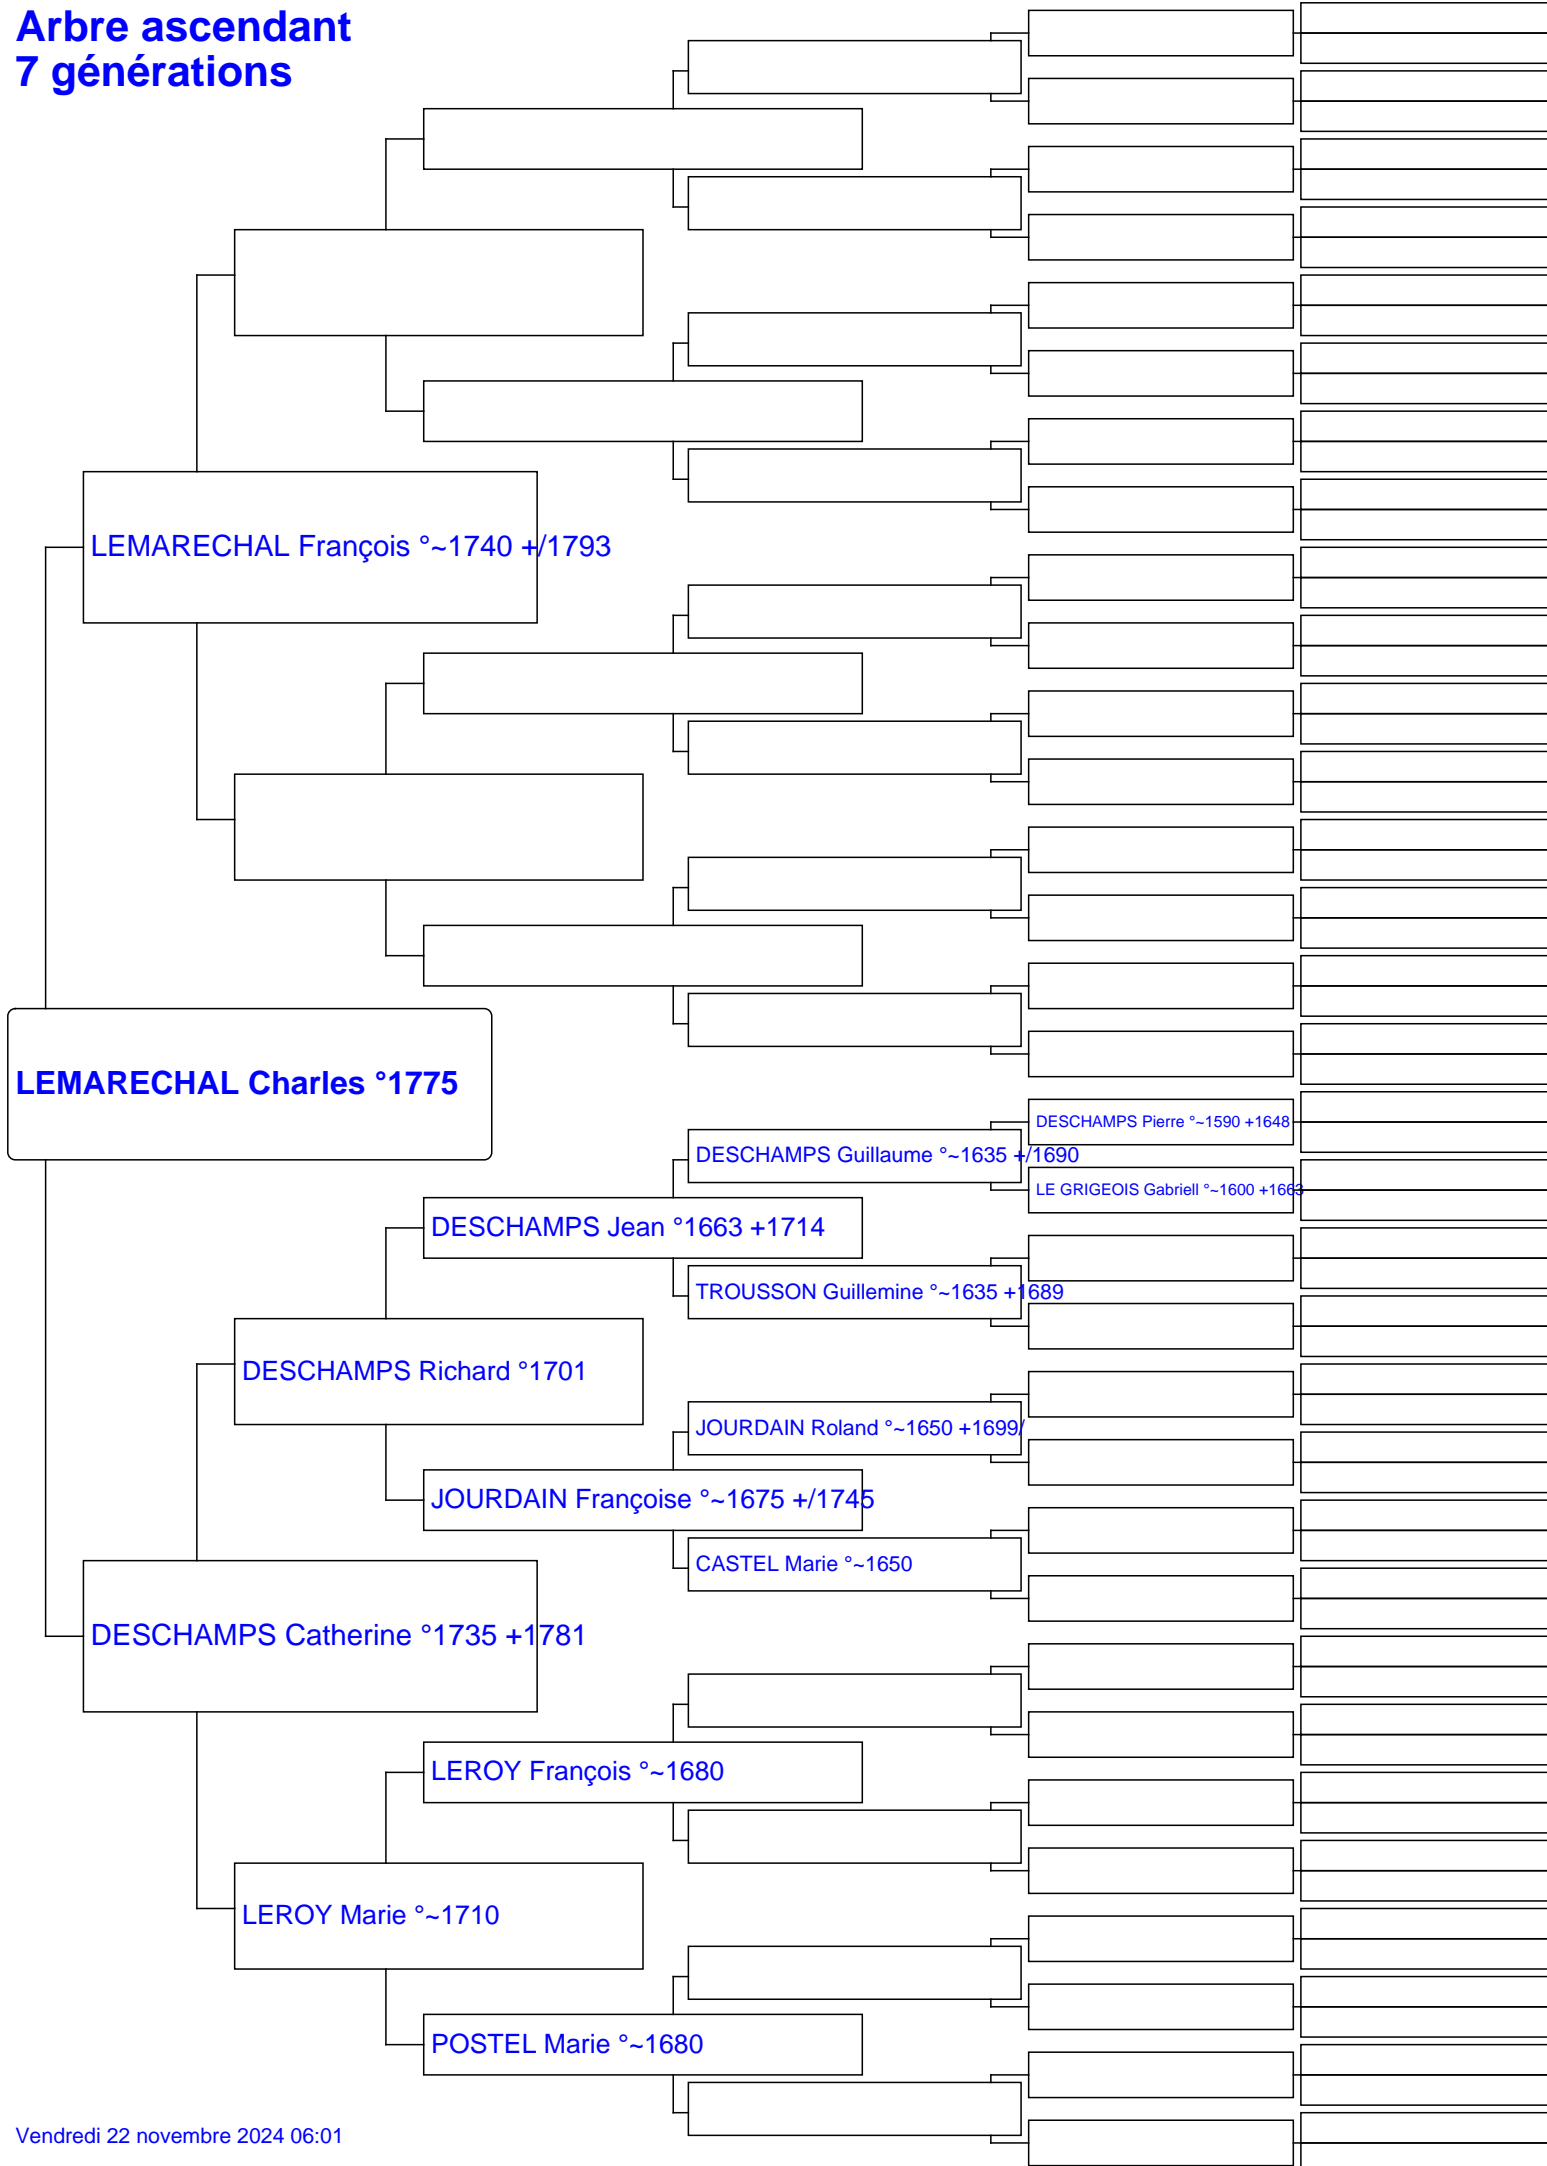 Arbre ascendant
7 générations
LEMARECHAL François °~1740 +/1793
LEMARECHAL Charles °1775
DESCHAMPS Pierre °~1590 +1648
DESCHAMPS Guillaume °~1635 +/1690
LE GRIGEOIS Gabriell °~1600 +1663
DESCHAMPS Jean °1663 +1714
TROUSSON Guillemine °~1635 +1689
DESCHAMPS Richard °1701
JOURDAIN Roland °~1650 +1699/
JOURDAIN Françoise °~1675 +/1745
CASTEL Marie °~1650
DESCHAMPS Catherine °1735 +1781
LEROY François °~1680
LEROY Marie °~1710
POSTEL Marie °~1680
Vendredi 22 novembre 2024 06:01